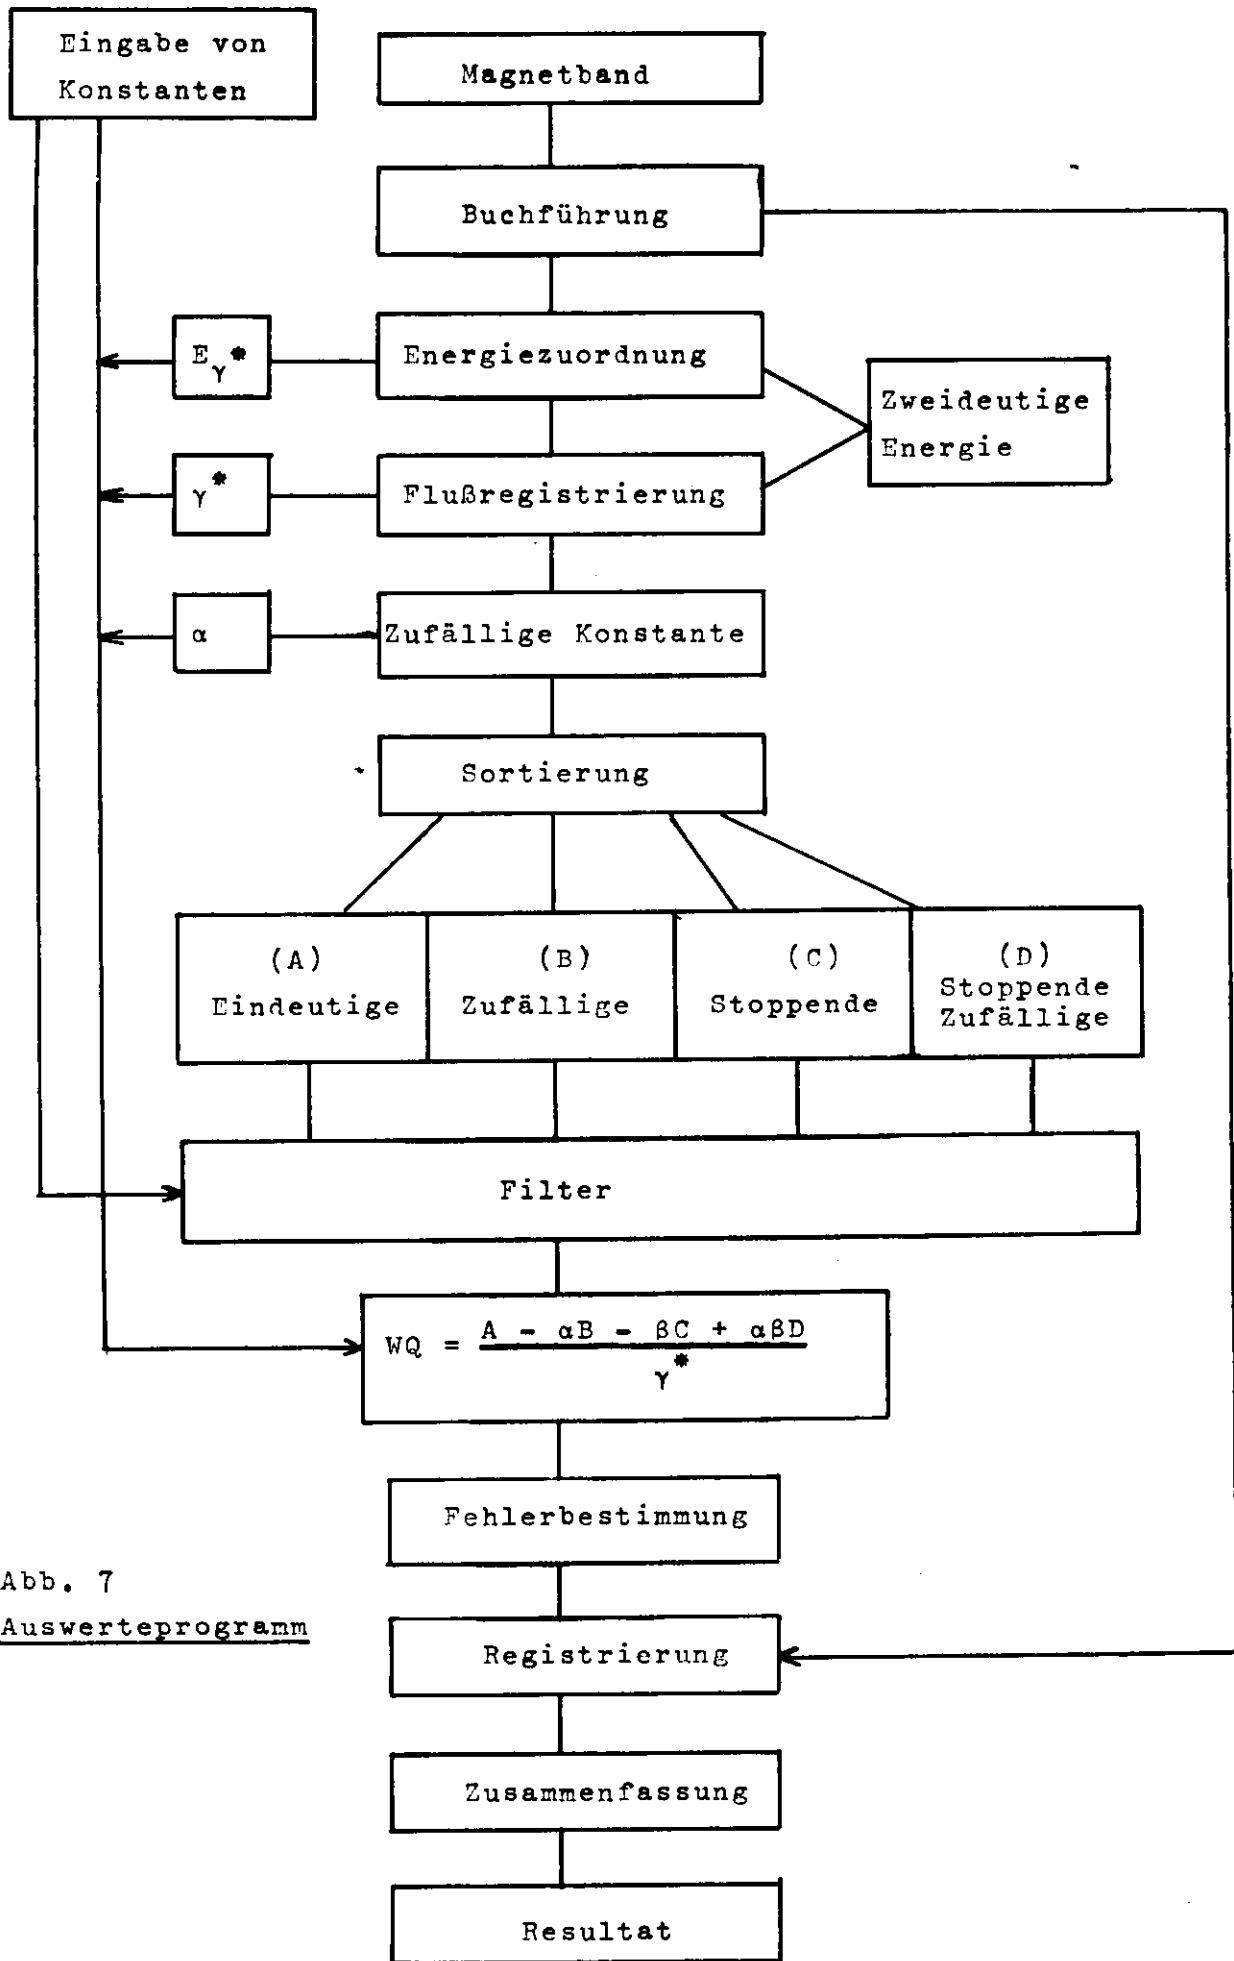 Eingabe von
Konstanten
Magnetband
Buchführung
Eγ*
Energiezuordnung
Zweideutige
Energie
γ*
Flußregistrierung
α
Zufällige Konstante
Sortierung
(A)
Eindeutige
(B)
Zufällige
(C)
Stoppende
(D)
Stoppende
Zufällige
Filter
WQ = A - αB - βC + αβD
γ*
Fehlerbestimmung
Abb. 7
Auswerteprogramm
Registrierung
Zusammenfassung
Resultat